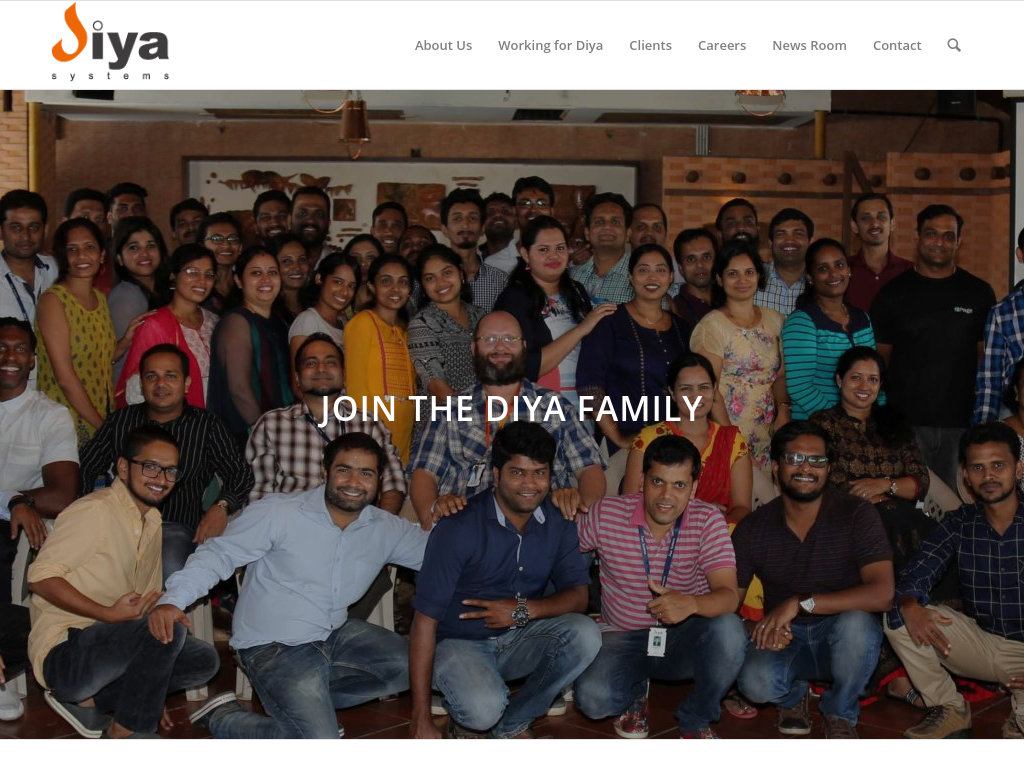 Diya
systems
About Us
Working for Diya
Clients
Careers
News Room
Contact
JOIN THE DIYA FAMILY